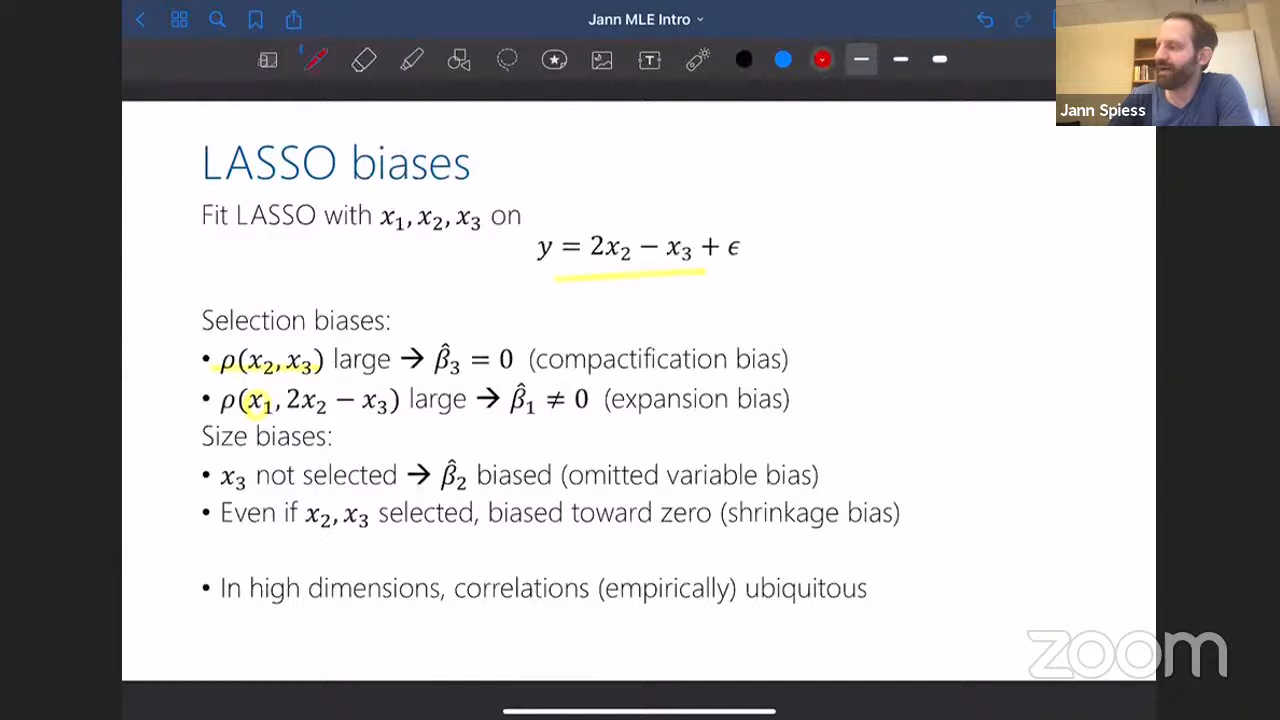 Jann MLE Intro
T
Jann Spiess
LASSO biases
Fit LASSO with x₁, x₂, x₃ on
y = 2x₂ − x₃ + ϵ
Selection biases:
• ρ(x₂, x₃) large → β̂₃ = 0 (compactification bias)
• ρ(x₁, 2x₂ − x₃) large → β̂₁ ≠ 0 (expansion bias)
Size biases:
• x₃ not selected → β̂₂ biased (omitted variable bias)
• Even if x₂, x₃ selected, biased toward zero (shrinkage bias)
• In high dimensions, correlations (empirically) ubiquitous
zoom